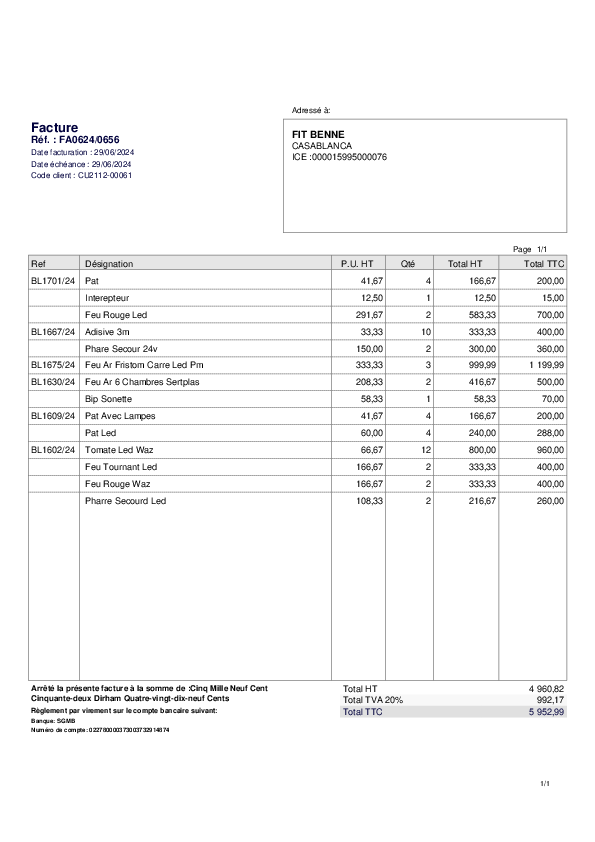 Adressé à:
Facture
Réf. : FA0624/0656
Date facturation : 29/06/2024
Date échéance : 29/06/2024
Code client : CU2112-00061
FIT BENNE
CASABLANCA
ICE :000015995000076
Page 1/1
Ref Désignation P.U. HT Qté Total HT Total TTC
BL1701/24 Pat 41,67 4 166,67 200,00
Interepteur 12,50 1 12,50 15,00
Feu Rouge Led 291,67 2 583,33 700,00
BL1667/24 Adisive 3m 33,33 10 333,33 400,00
Phare Secour 24v 150,00 2 300,00 360,00
BL1675/24 Feu Ar Fristom Carre Led Pm 333,33 3 999,99 1 199,99
BL1630/24 Feu Ar 6 Chambres Sertplas 208,33 2 416,67 500,00
Bip Sonette 58,33 1 58,33 70,00
BL1609/24 Pat Avec Lampes 41,67 4 166,67 200,00
Pat Led 60,00 4 240,00 288,00
BL1602/24 Tomate Led Waz 66,67 12 800,00 960,00
Feu Tournant Led 166,67 2 333,33 400,00
Feu Rouge Waz 166,67 2 333,33 400,00
Pharre Secourd Led 108,33 2 216,67 260,00
Arrêté la présente facture à la somme de :Cinq Mille Neuf Cent
Cinquante-deux Dirham Quatre-vingt-dix-neuf Cents
Règlement par virement sur le compte bancaire suivant:
Banque: SGMB
Numéro de compte: 022780000373003732914874
Total HT 4 960,82
Total TVA 20% 992,17
Total TTC 5 952,99
1/1